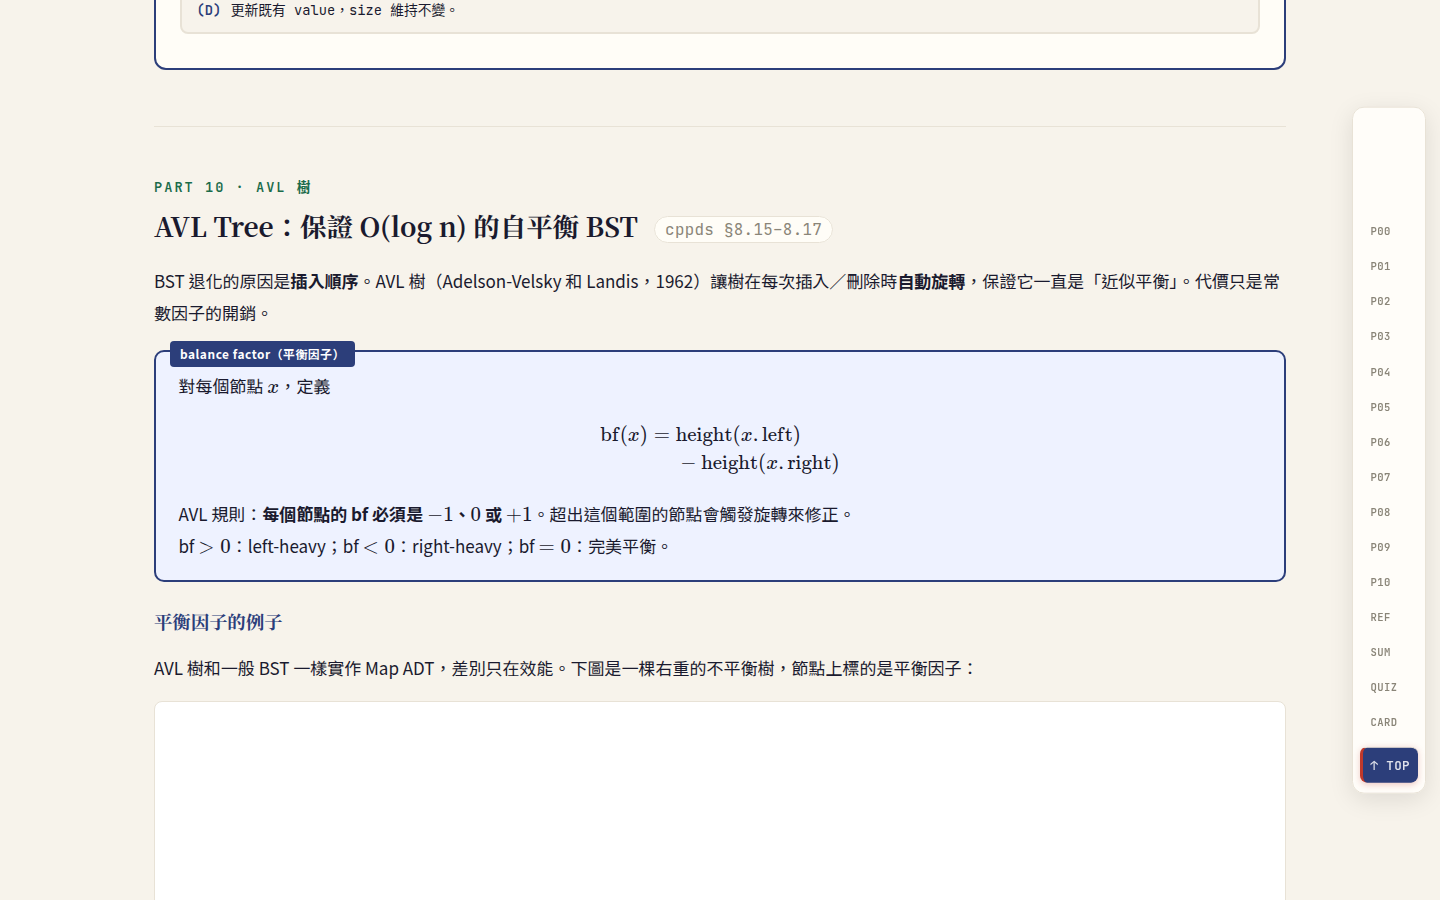 (D) 更新既有 value，size 維持不變。
PART 10 · AVL 樹
AVL Tree：保證 O(log n) 的自平衡 BST cppds §8.15–8.17
BST 退化的原因是插入順序。AVL 樹（Adelson-Velsky 和 Landis，1962）讓樹在每次插入／刪除時自動旋轉，保證它一直是「近似平衡」。代價只是常
數因子的開銷。
balance factor（平衡因子）
對每個節點 x，定義
bf(x) = height(x. left)
− height(x. right)
AVL 規則：每個節點的 bf 必須是 −1、0 或 +1。超出這個範圍的節點會觸發旋轉來修正。
bf > 0：left-heavy；bf < 0：right-heavy；bf = 0：完美平衡。
平衡因子的例子
AVL 樹和一般 BST 一樣實作 Map ADT，差別只在效能。下圖是一棵右重的不平衡樹，節點上標的是平衡因子：
P00
P01
P02
P03
P04
P05
P06
P07
P08
P09
P10
REF
SUM
QUIZ
CARD
↑ TOP